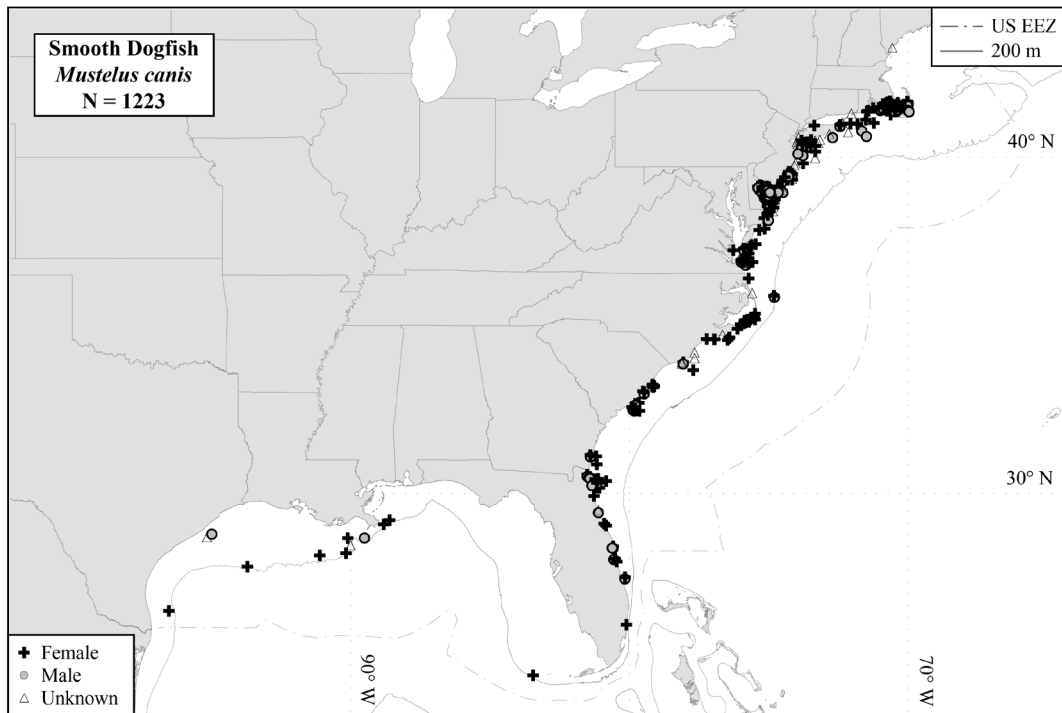 Smooth Dogfish
Mustelus canis
N = 1223
US EEZ
200 m
40° N
30° N
90° W
70° W
Female
Male
Unknown